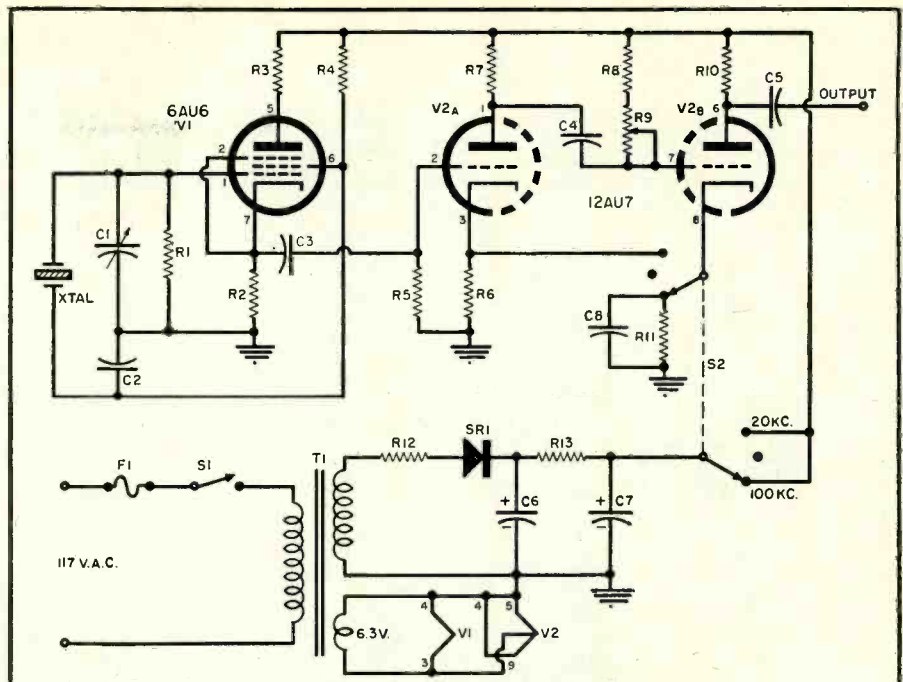 R3
R4
R7
R8
R10
C5
OUTPUT
6AU6
V1
5
2
1
6
7
V2A
1
2
3
C4
R9
V2B
6
7
8
12AU7
C1
R1
C3
XTAL
R2
R5
R6
C8
R11
C2
S2
20KC.
100KC.
F1
S1
T1
R12
SR1
R13
+
C6
-
+
C7
-
117 V.A.C.
6.3V.
4
V1
3
4
5
V2
9